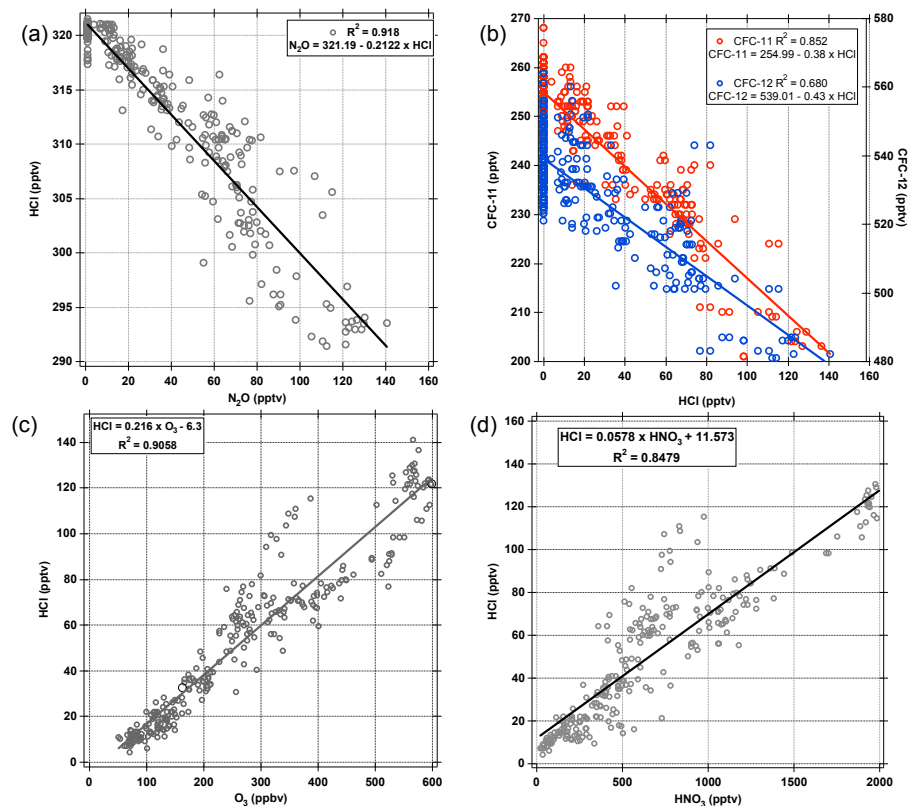 (a)
R² = 0.918
N₂O = 321.19 - 0.2122 x HCl
320
315
310
305
300
295
290
HCl (pptv)
0
20
40
60
80
100
120
140
160
N₂O (pptv)
(b)
CFC-11 R² = 0.852
CFC-11 = 254.99 - 0.38 x HCl
CFC-12 R² = 0.680
CFC-12 = 539.01 - 0.43 x HCl
270
260
250
240
230
220
210
200
CFC-11 (pptv)
580
560
540
520
500
480
CFC-12 (pptv)
0
20
40
60
80
100
120
140
160
HCl (pptv)
(c)
HCl = 0.216 x O₃ - 6.3
R² = 0.9058
140
120
100
80
60
40
20
0
HCl (pptv)
0
100
200
300
400
500
600
O₃ (ppbv)
(d)
HCl = 0.0578 x HNO₃ + 11.573
R² = 0.8479
160
140
120
100
80
60
40
20
0
HCl (pptv)
0
500
1000
1500
2000
HNO₃ (pptv)